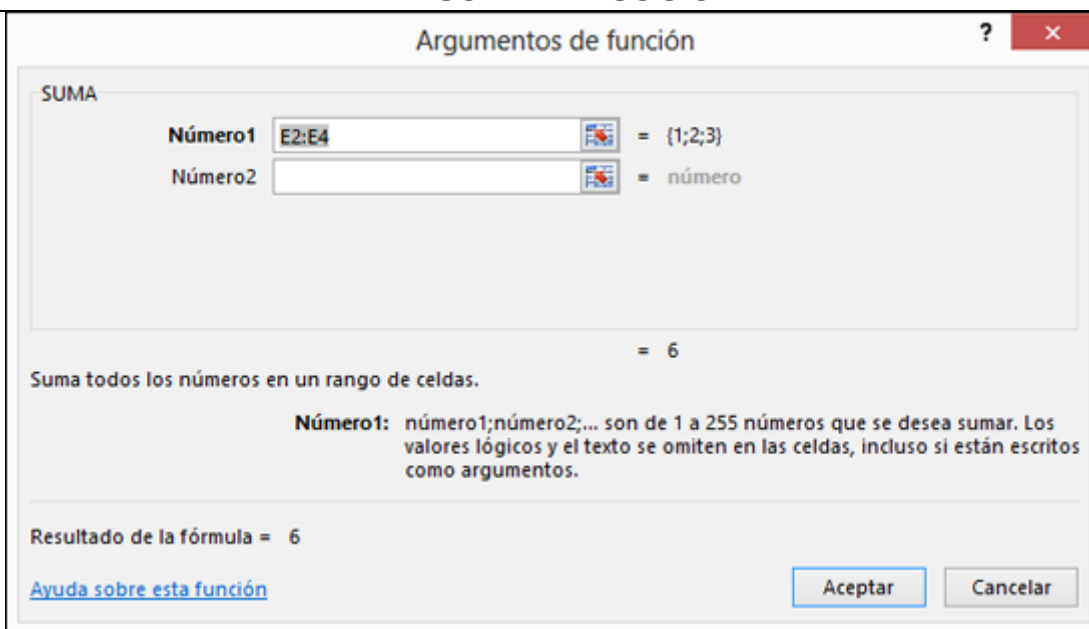 Argumentos de función ? ×
SUMA
Número1 E2:E4 = {1;2;3}
Número2 = número
= 6
Suma todos los números en un rango de celdas.
Número1: número1;número2;... son de 1 a 255 números que se desea sumar. Los
valores lógicos y el texto se omiten en las celdas, incluso si están escritos
como argumentos.
Resultado de la fórmula = 6
Ayuda sobre esta función Aceptar Cancelar